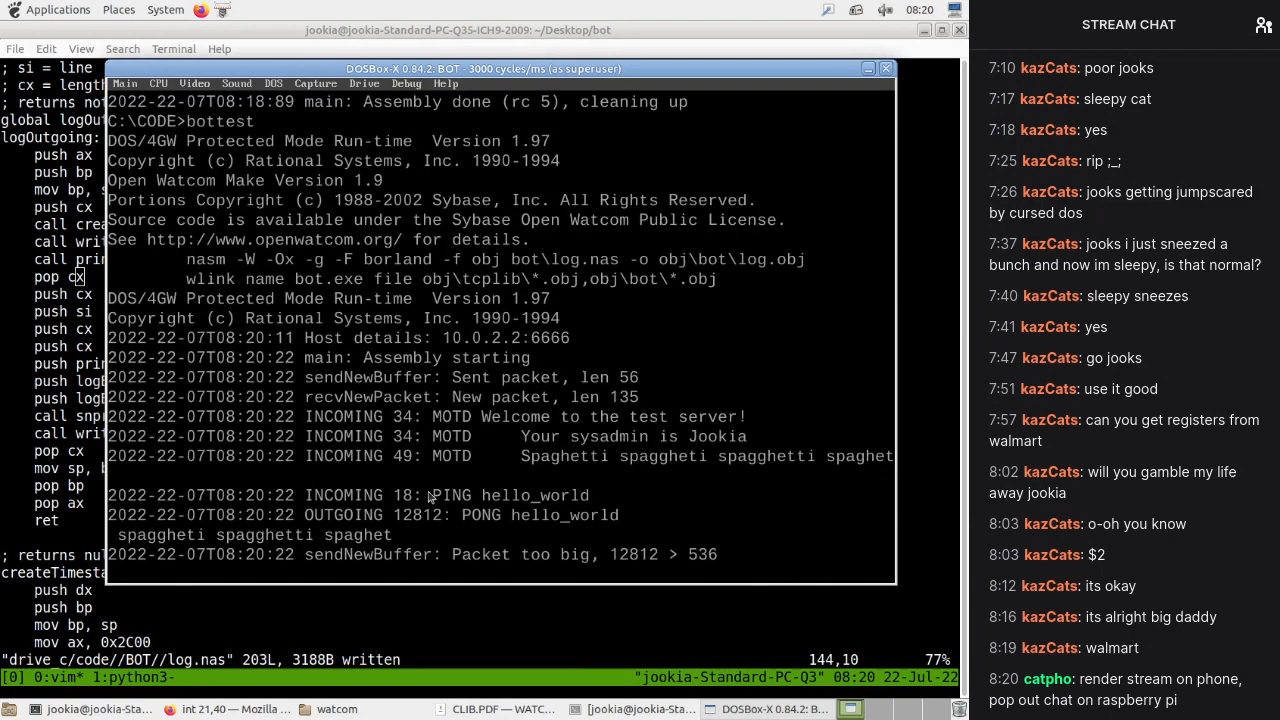 Applications Places System 08:20
jookia@jookia-Standard-PC-Q35-ICH9-2009: ~/Desktop/bot
File Edit View Search Terminal Help
; si = line
; cx = length
; returns not
global logOut
logOutgoing:
push ax
push bp
mov bp, s
push cx
call crea
call writ
call prin
pop cx
push cx
push si
push cx
push cx
push prin
push logB
push logB
call snpr
call writ
pop cx
mov sp, b
pop bp
pop ax
ret
; returns nul
createTimesta
push dx
push bp
mov bp, sp
mov ax, 0x2C00
"drive_c/code//BOT//log.nas" 203L, 3188B written 144,10 77%
[0] 0:vim* 1:python3- "jookia-Standard-PC-Q3" 08:20 22-Jul-22
DOSBox-X 0.84.2: BOT - 3000 cycles/ms (as superuser)
Main CPU Video Sound DOS Capture Drive Debug Help
2022-22-07T08:18:89 main: Assembly done (rc 5), cleaning up
C:\CODE>bottest
DOS/4GW Protected Mode Run-time Version 1.97
Copyright (c) Rational Systems, Inc. 1990-1994
Open Watcom Make Version 1.9
Portions Copyright (c) 1988-2002 Sybase, Inc. All Rights Reserved.
Source code is available under the Sybase Open Watcom Public License.
See http://www.openwatcom.org/ for details.
nasm -W -Ox -g -F borland -f obj bot\log.nas -o obj\bot\log.obj
wlink name bot.exe file obj\tcplib\*.obj,obj\bot\*.obj
DOS/4GW Protected Mode Run-time Version 1.97
Copyright (c) Rational Systems, Inc. 1990-1994
2022-22-07T08:20:11 Host details: 10.0.2.2:6666
2022-22-07T08:20:22 main: Assembly starting
2022-22-07T08:20:22 sendNewBuffer: Sent packet, len 56
2022-22-07T08:20:22 recvNewPacket: New packet, len 135
2022-22-07T08:20:22 INCOMING 34: MOTD Welcome to the test server!
2022-22-07T08:20:22 INCOMING 34: MOTD Your sysadmin is Jookia
2022-22-07T08:20:22 INCOMING 49: MOTD Spaghetti spaggheti spagghetti spaghet
2022-22-07T08:20:22 INCOMING 18: PING hello_world
2022-22-07T08:20:22 OUTGOING 12812: PONG hello_world
spaggheti spagghetti spaghet
2022-22-07T08:20:22 sendNewBuffer: Packet too big, 12812 > 536
jookia@jookia-Sta... int 21,40 - Mozilla ... watcom CLIB.PDF — WATC... [jookia@jookia-Sta... DOSBox-X 0.84.2: B...
STREAM CHAT
7:10 kazCats: poor jooks
7:17 kazCats: sleepy cat
7:18 kazCats: yes
7:25 kazCats: rip ;_;
7:26 kazCats: jooks getting jumpscared
by cursed dos
7:37 kazCats: jooks i just sneezed a
bunch and now im sleepy, is that normal?
7:40 kazCats: sleepy sneezes
7:41 kazCats: yes
7:47 kazCats: go jooks
7:51 kazCats: use it good
7:57 kazCats: can you get registers from
walmart
8:02 kazCats: will you gamble my life
away jookia
8:03 kazCats: o-oh you know
8:03 kazCats: $2
8:12 kazCats: its okay
8:16 kazCats: its alright big daddy
8:19 kazCats: walmart
8:20 catpho: render stream on phone,
pop out chat on raspberry pi